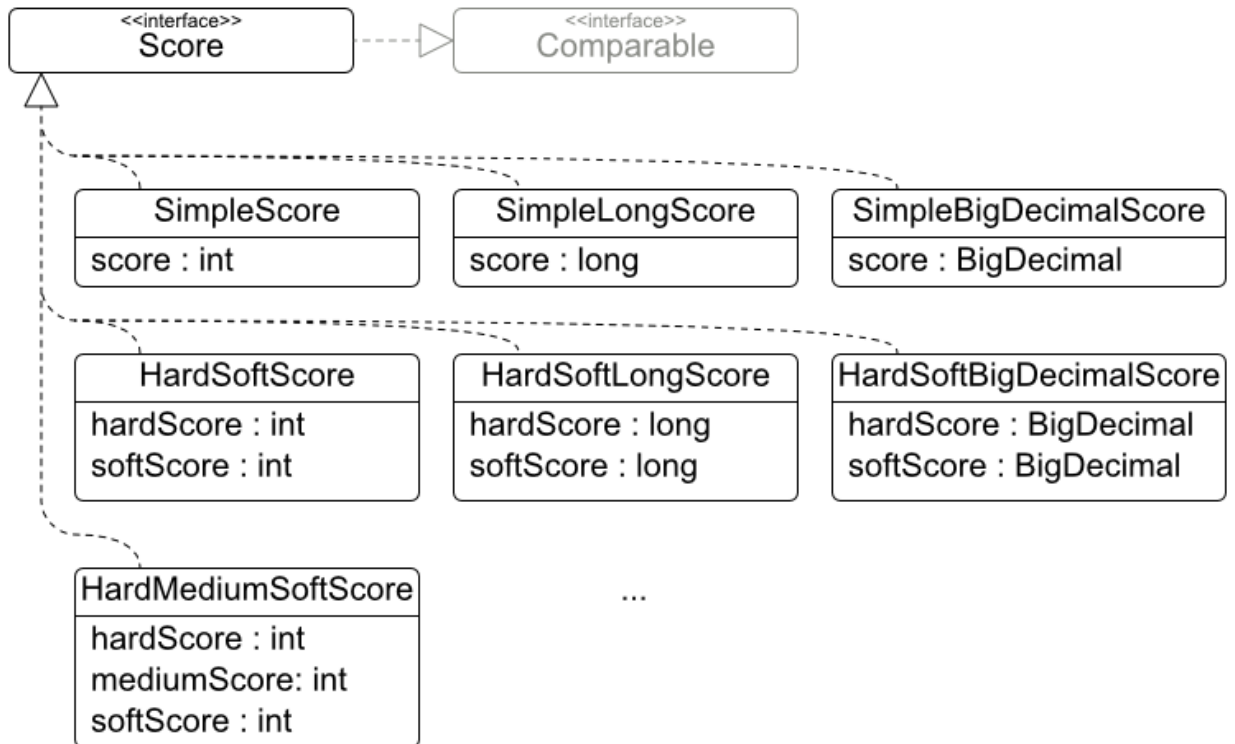 <<interface>>
Score
<<interface>>
Comparable
SimpleScore
score : int
SimpleLongScore
score : long
SimpleBigDecimalScore
score : BigDecimal
HardSoftScore
hardScore : int
softScore : int
HardSoftLongScore
hardScore : long
softScore : long
HardSoftBigDecimalScore
hardScore : BigDecimal
softScore : BigDecimal
HardMediumSoftScore
hardScore : int
mediumScore: int
softScore : int
...